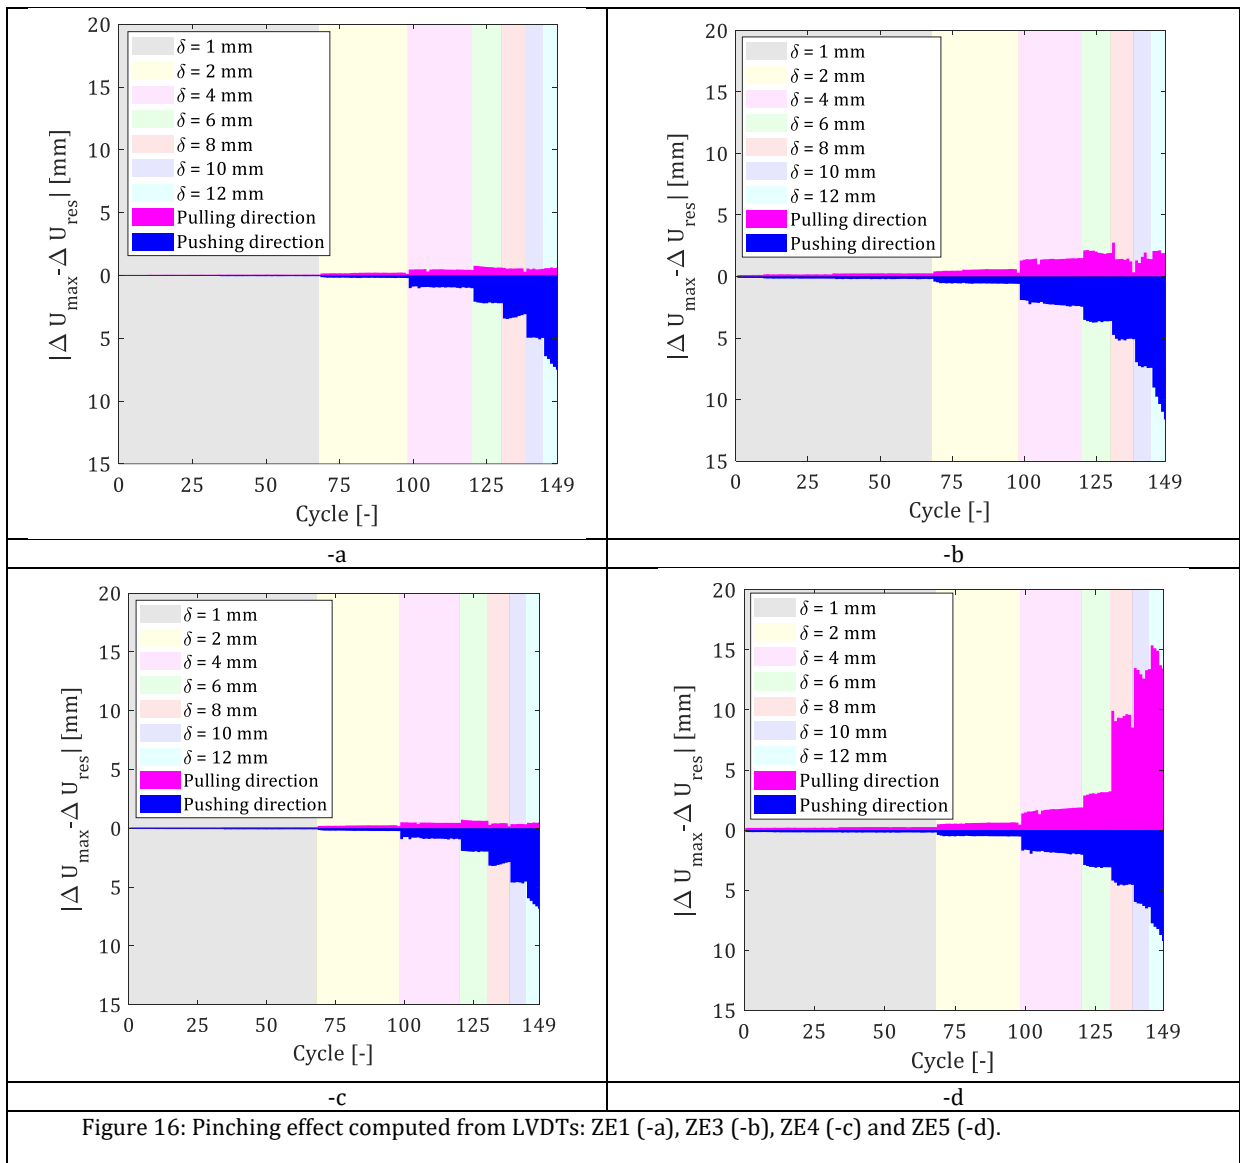 20
15
10
5
0
5
10
15
|Δ U_max-Δ U_res| [mm]
δ = 1 mm
δ = 2 mm
δ = 4 mm
δ = 6 mm
δ = 8 mm
δ = 10 mm
δ = 12 mm
Pulling direction
Pushing direction
0 25 50 75 100 125 149
Cycle [-]
-a
20
15
10
5
0
5
10
15
|Δ U_max-Δ U_res| [mm]
δ = 1 mm
δ = 2 mm
δ = 4 mm
δ = 6 mm
δ = 8 mm
δ = 10 mm
δ = 12 mm
Pulling direction
Pushing direction
0 25 50 75 100 125 149
Cycle [-]
-b
20
15
10
5
0
5
10
15
|Δ U_max-Δ U_res| [mm]
δ = 1 mm
δ = 2 mm
δ = 4 mm
δ = 6 mm
δ = 8 mm
δ = 10 mm
δ = 12 mm
Pulling direction
Pushing direction
0 25 50 75 100 125 149
Cycle [-]
-c
20
15
10
5
0
5
10
15
|Δ U_max-Δ U_res| [mm]
δ = 1 mm
δ = 2 mm
δ = 4 mm
δ = 6 mm
δ = 8 mm
δ = 10 mm
δ = 12 mm
Pulling direction
Pushing direction
0 25 50 75 100 125 149
Cycle [-]
-d
Figure 16: Pinching effect computed from LVDTs: ZE1 (-a), ZE3 (-b), ZE4 (-c) and ZE5 (-d).